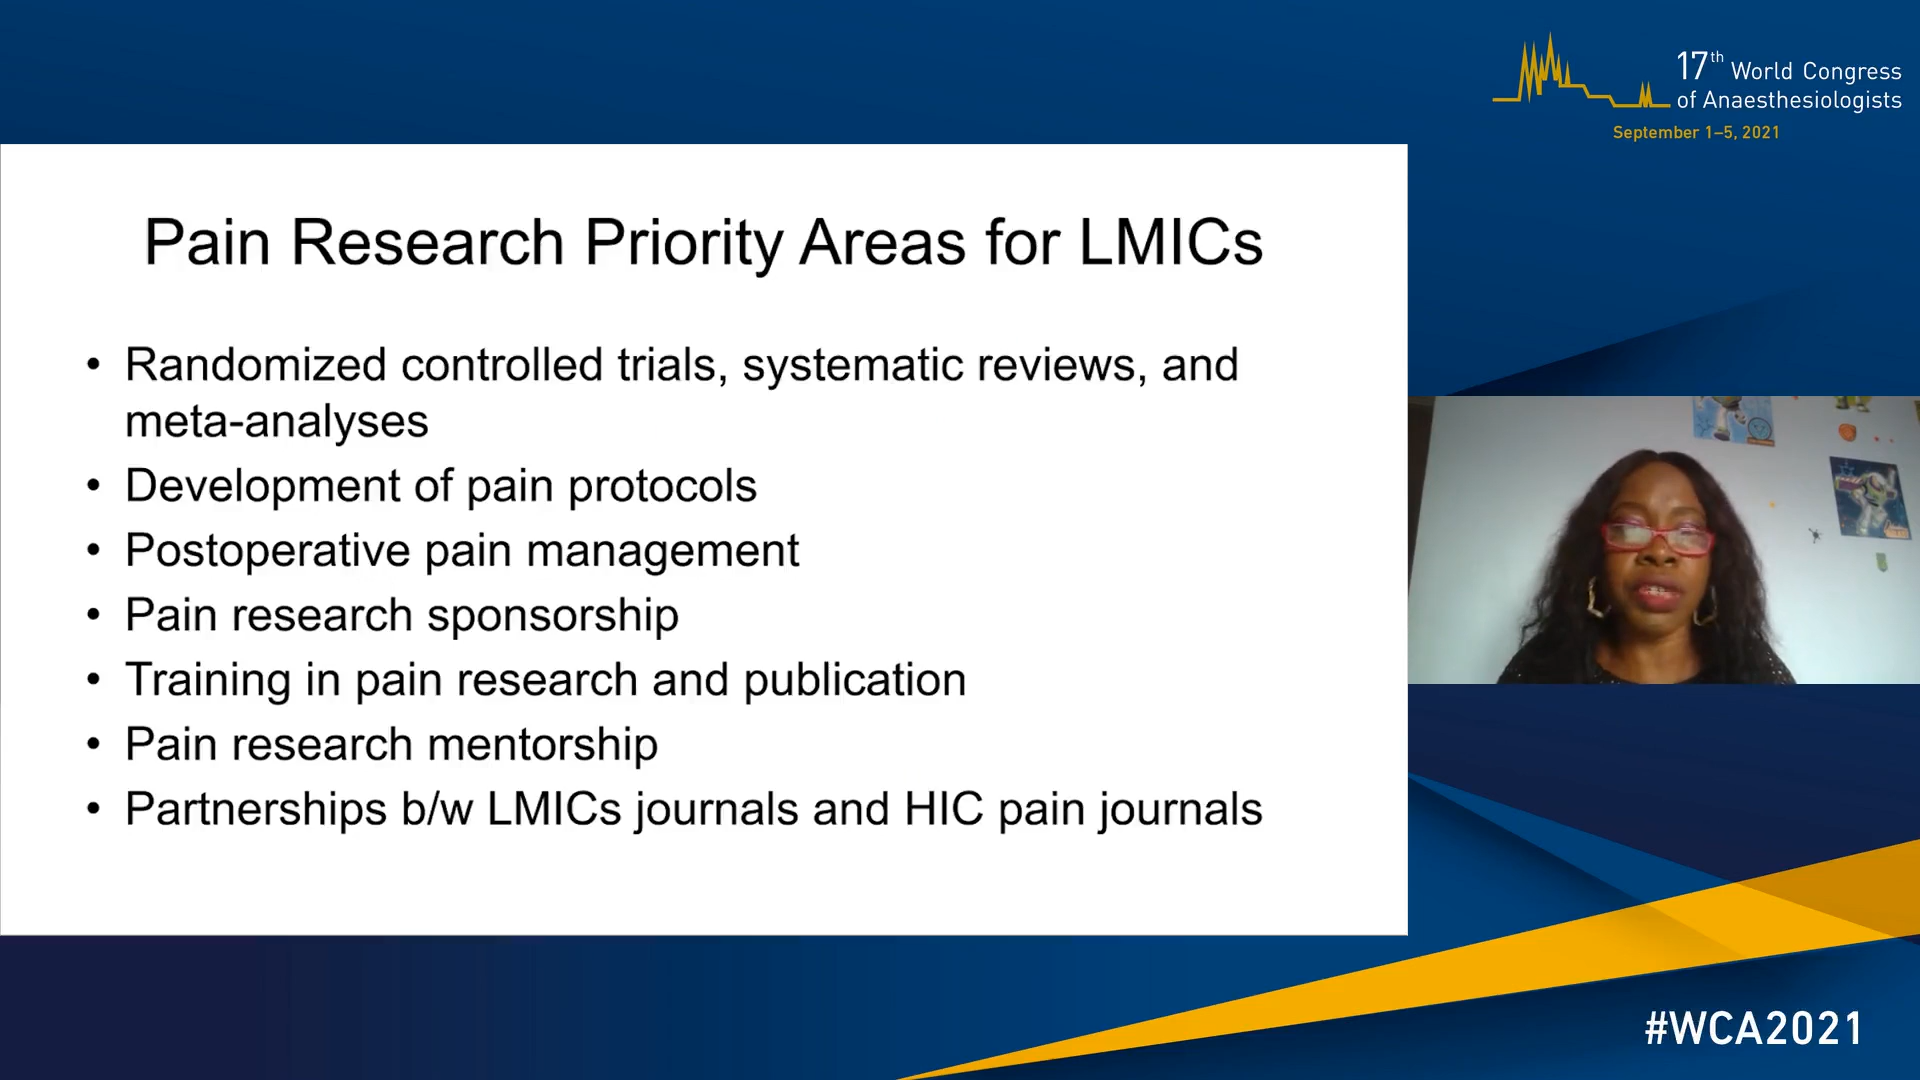 17th World Congress
of Anaesthesiologists
September 1–5, 2021
Pain Research Priority Areas for LMICs
• Randomized controlled trials, systematic reviews, and
meta-analyses
• Development of pain protocols
• Postoperative pain management
• Pain research sponsorship
• Training in pain research and publication
• Pain research mentorship
• Partnerships b/w LMICs journals and HIC pain journals
#WCA2021